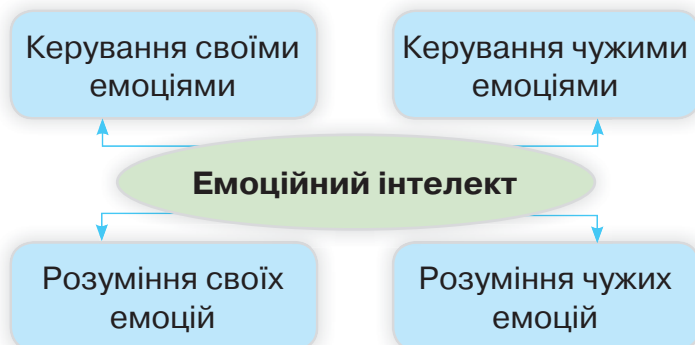 Керування своїми
емоціями
Керування чужими
емоціями
Емоційний інтелект
Розуміння своїх
емоцій
Розуміння чужих
емоцій